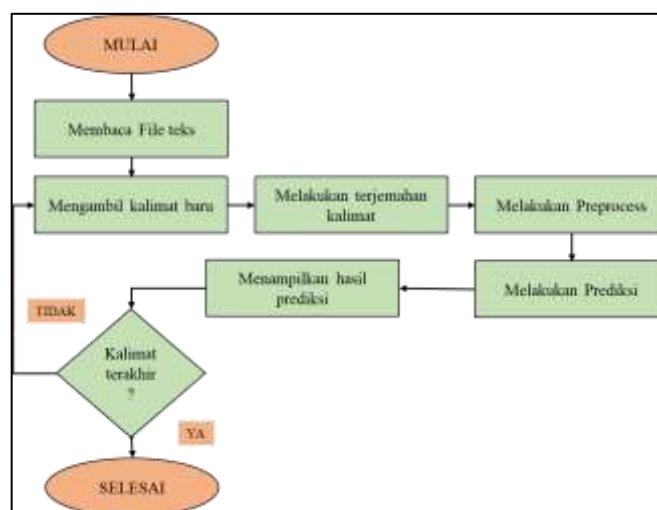 MULAI
Membaca File teks
Mengambil kalimat baru
Melakukan terjemahan
kalimat
Melakukan Preprocess
Melakukan Prediksi
Menampilkan hasil
prediksi
TIDAK
Kalimat
terakhir
?
YA
SELESAI